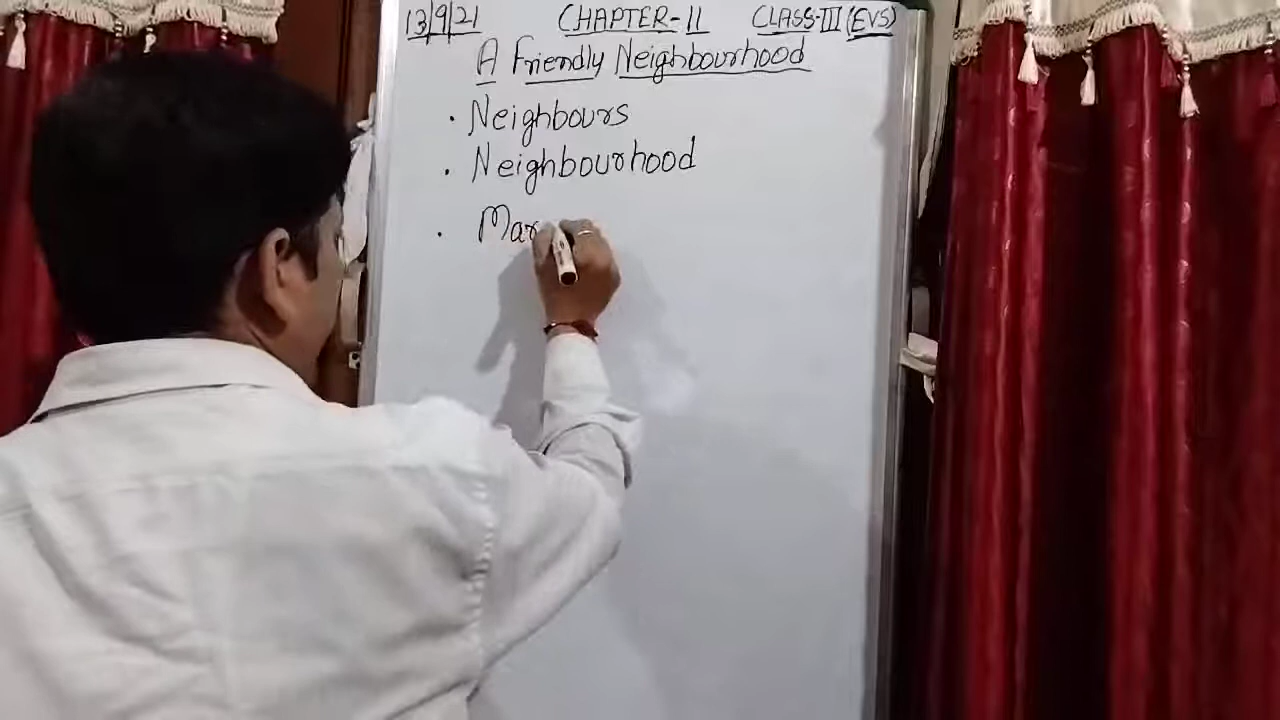 13/9/21 CHAPTER-11 CLASS-III (EVS)
A Friendly Neighbourhood
· Neighbours
· Neighbourhood
· Mar